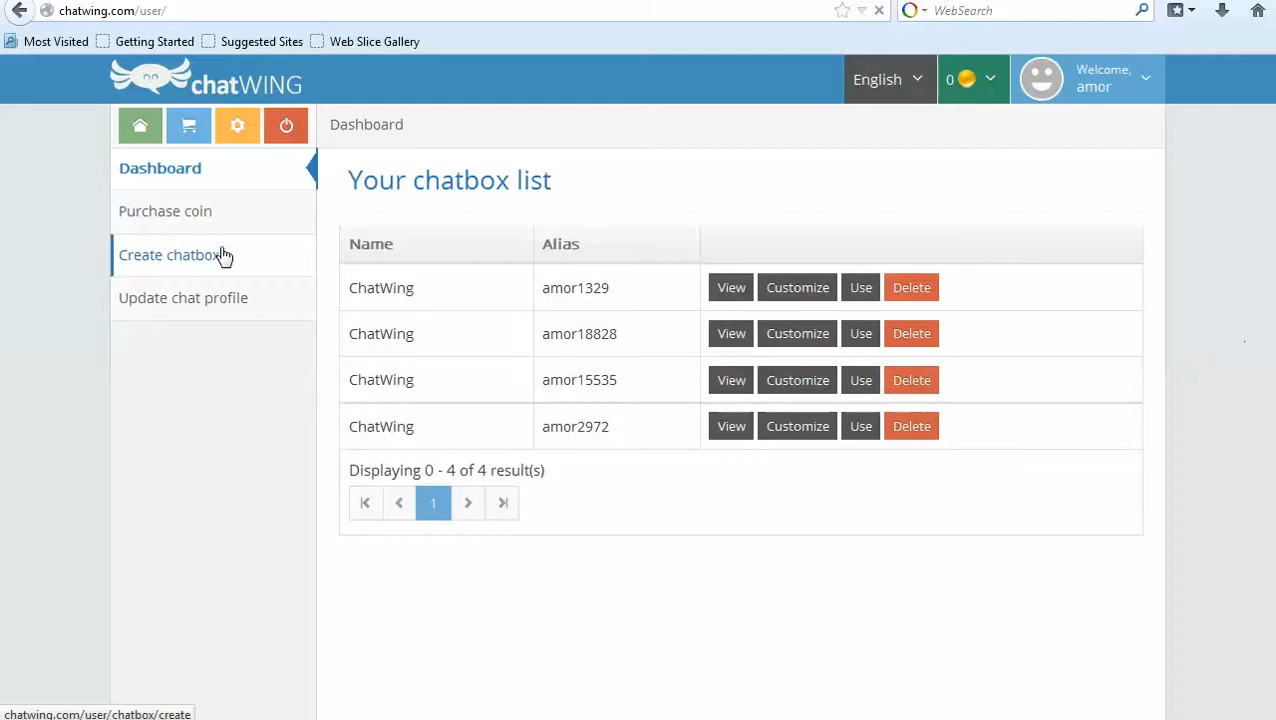 chatwing.com/user/
WebSearch
Most Visited Getting Started Suggested Sites Web Slice Gallery
chatWING
English 0 Welcome, amor
Dashboard
Dashboard
Your chatbox list
Purchase coin
Create chatbox
Update chat profile
Name Alias
ChatWing amor1329 View Customize Use Delete
ChatWing amor18828 View Customize Use Delete
ChatWing amor15535 View Customize Use Delete
ChatWing amor2972 View Customize Use Delete
Displaying 0 - 4 of 4 result(s)
1
chatwing.com/user/chatbox/create